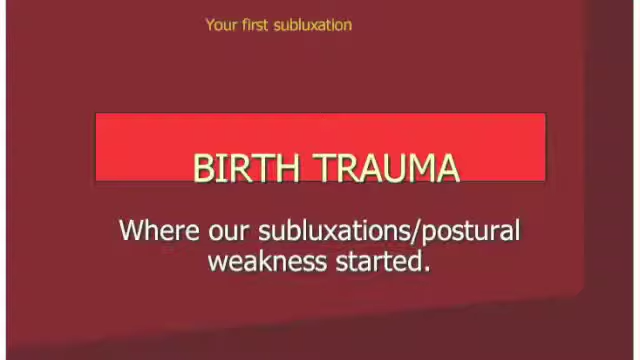 Your first subluxation
BIRTH TRAUMA
Where our subluxations/postural
weakness started.